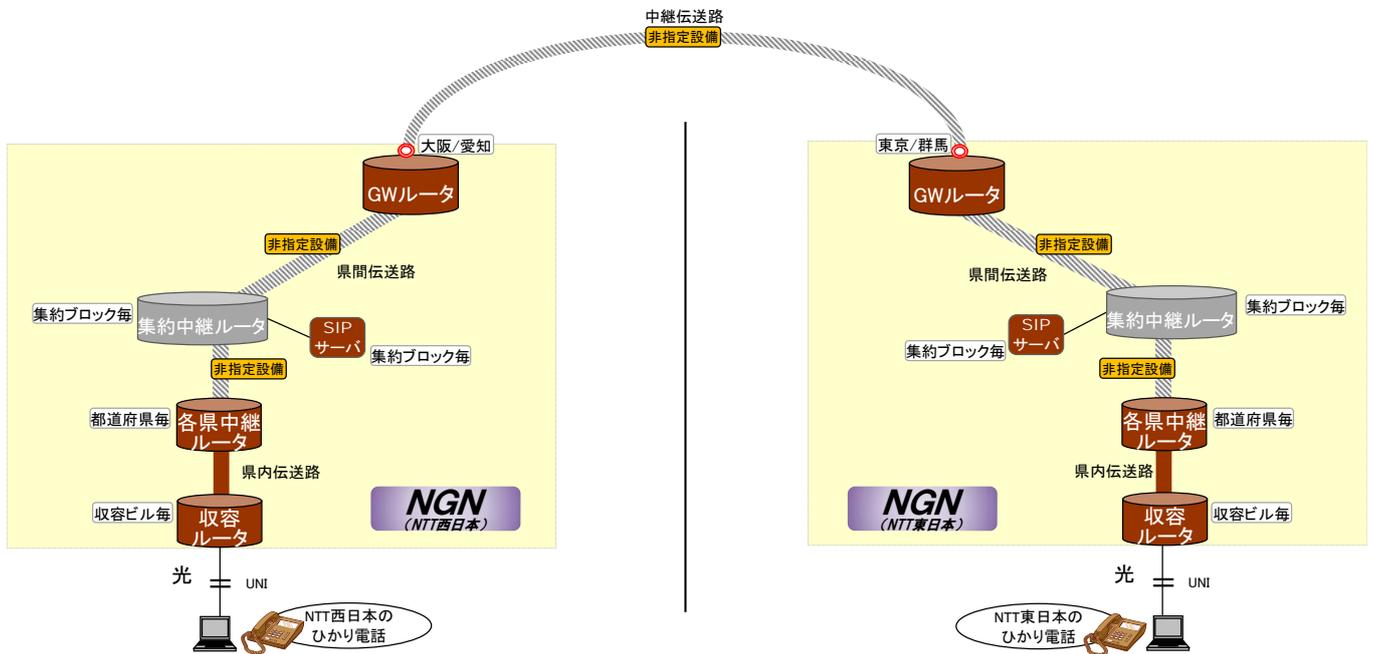 中継伝送路
非指定設備
大阪/愛知
GWルータ
非指定設備
県間伝送路
集約ブロック毎
集約中継ルータ
SIP
サーバ
集約ブロック毎
非指定設備
都道府県毎
各県中継
ルータ
県内伝送路
収容ビル毎
収容
ルータ
NGN
(NTT西日本)
光
UNI
NTT西日本の
ひかり電話
東京/群馬
GWルータ
非指定設備
県間伝送路
集約中継ルータ
集約ブロック毎
SIP
サーバ
集約ブロック毎
非指定設備
各県中継
ルータ
都道府県毎
県内伝送路
NGN
(NTT東日本)
収容
ルータ
収容ビル毎
光
UNI
NTT東日本の
ひかり電話